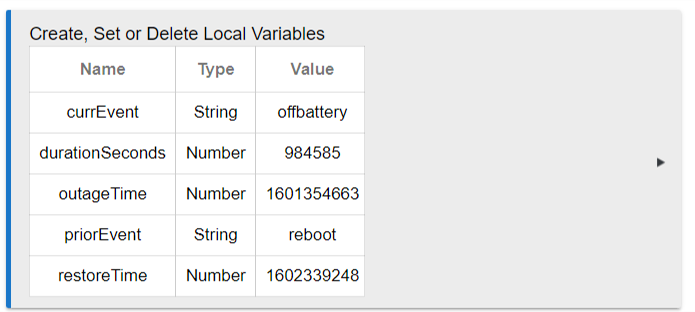 Create, Set or Delete Local Variables
Name Type Value
currEvent String offbattery
durationSeconds Number 984585
outageTime Number 1601354663
priorEvent String reboot
restoreTime Number 1602339248